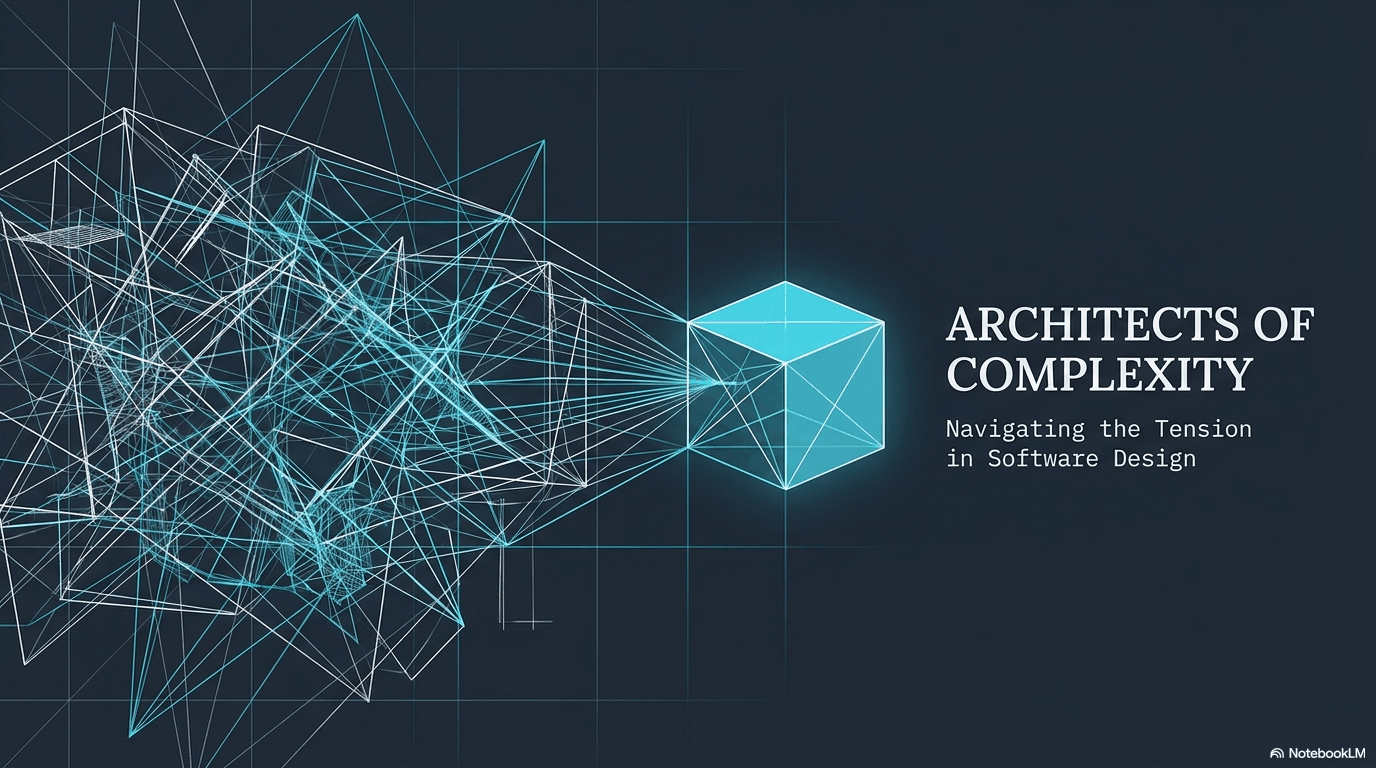 ARCHITECTS OF
COMPLEXITY
Navigating the Tension
in Software Design
NotebookLM